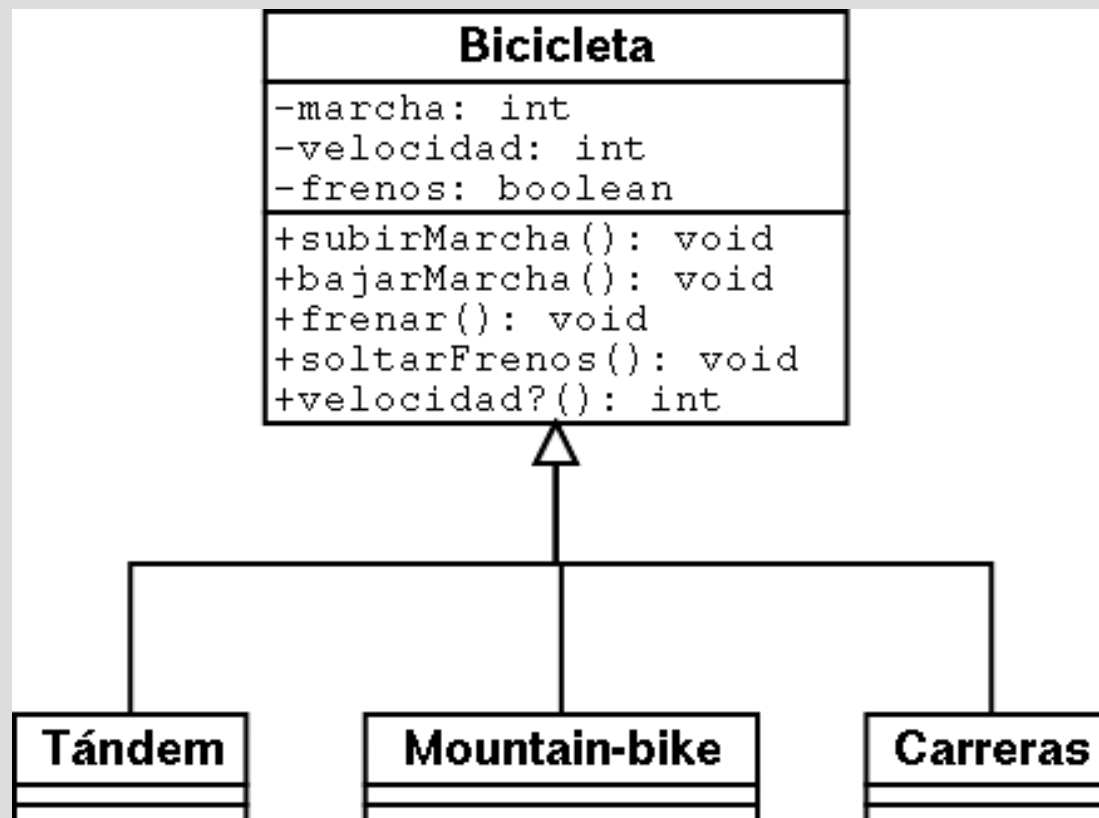 Bicicleta
-marcha: int
-velocidad: int
-frenos: boolean
+subirMarcha(): void
+bajarMarcha(): void
+frenar(): void
+soltarFrenos(): void
+velocidad?(): int
Tándem
Mountain-bike
Carreras